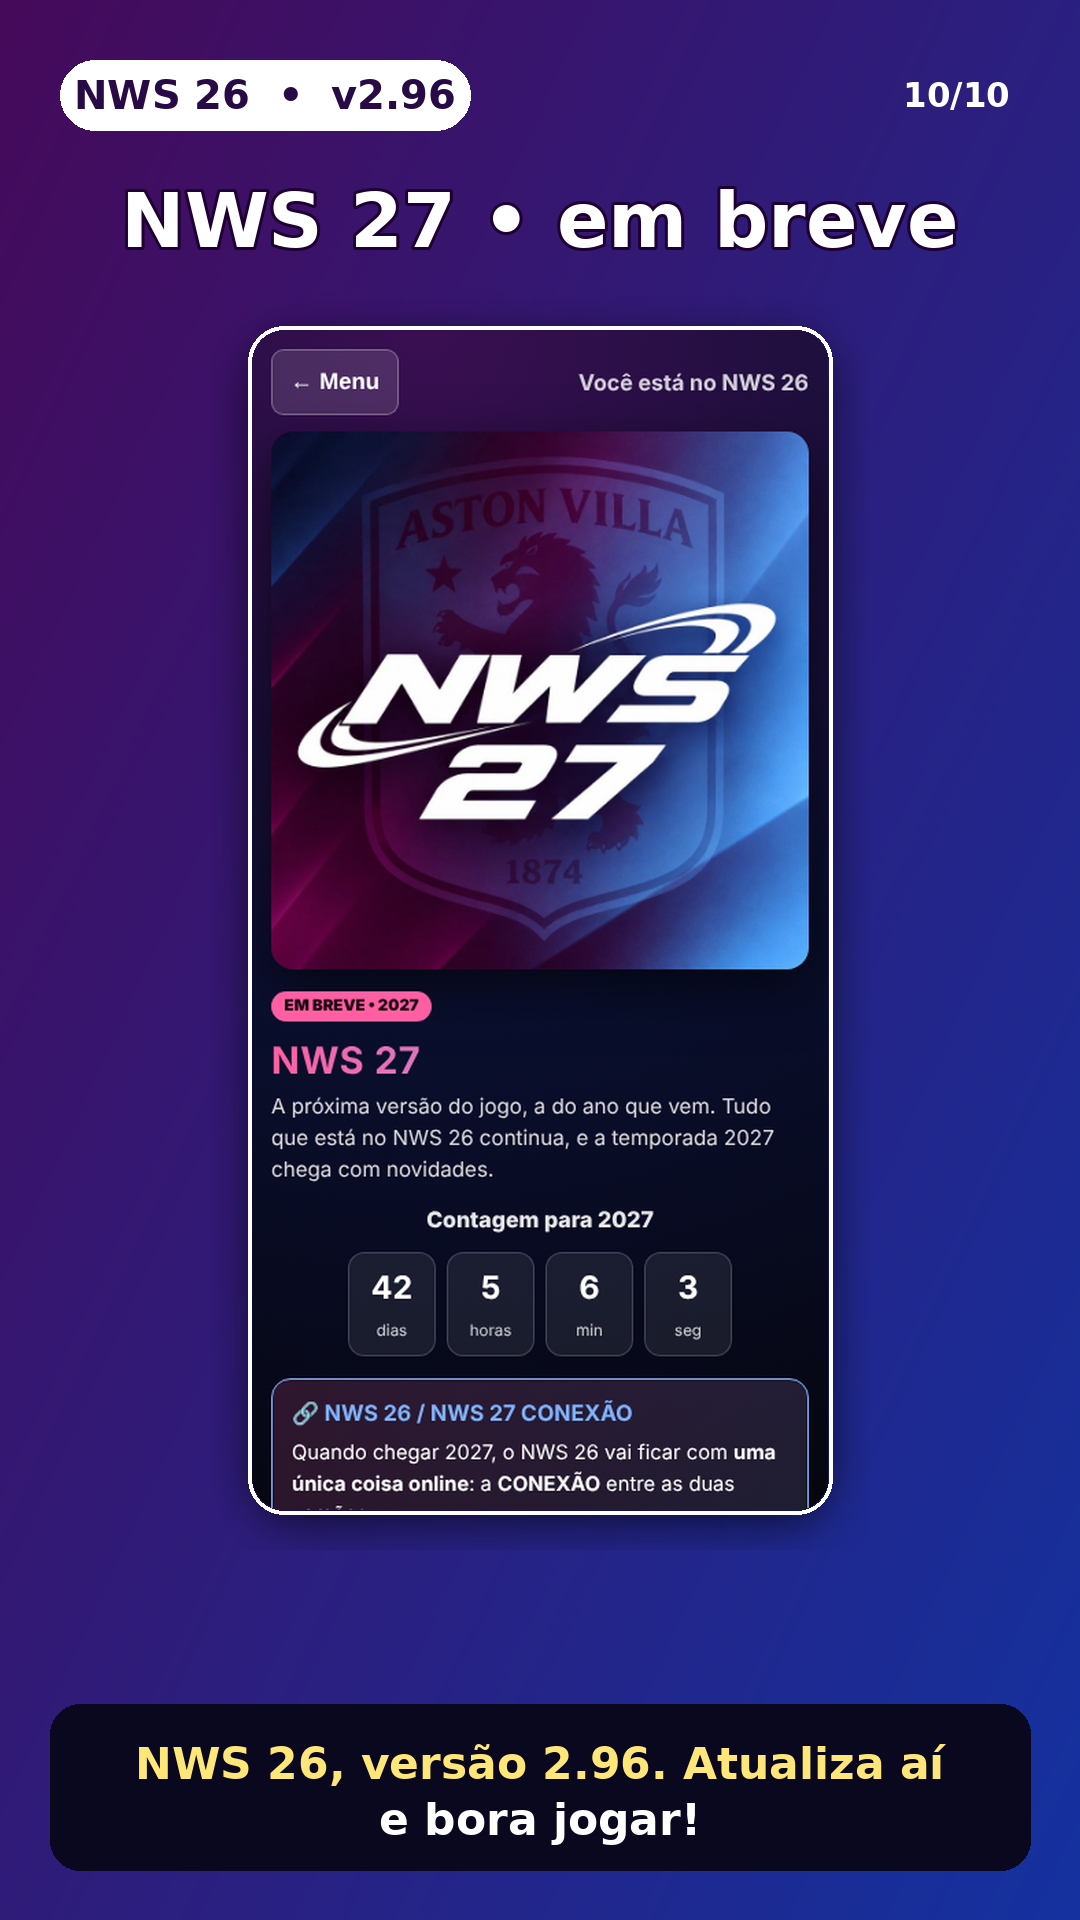 NWS 26 • v2.96
10/10
NWS 27 • em breve
← Menu
Você está no NWS 26
ASTON VILLA
NWS
27
1874
EM BREVE • 2027
NWS 27
A próxima versão do jogo, a do ano que vem. Tudo
que está no NWS 26 continua, e a temporada 2027
chega com novidades.
Contagem para 2027
42
5
6
3
dias
horas
min
seg
🔗 NWS 26 / NWS 27 CONEXÃO
Quando chegar 2027, o NWS 26 vai ficar com uma
única coisa online: a CONEXÃO entre as duas
NWS 26, versão 2.96. Atualiza aí
e bora jogar!